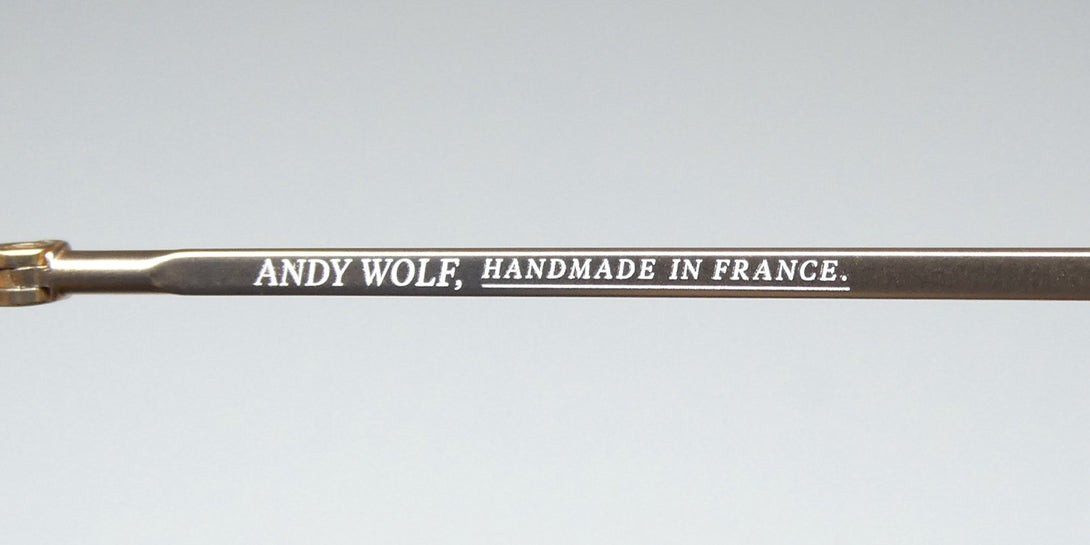 ANDY WOLF, HANDMADE IN FRANCE.